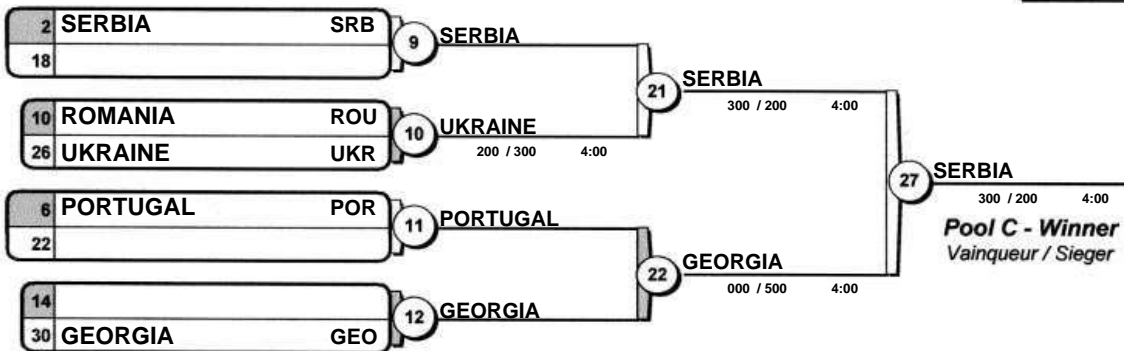 2 SERBIA SRB
18
9 SERBIA
10 ROMANIA ROU
26 UKRAINE UKR
10 UKRAINE
200 / 300 4:00
21 SERBIA
300 / 200 4:00
6 PORTUGAL POR
22
11 PORTUGAL
14
30 GEORGIA GEO
12 GEORGIA
22 GEORGIA
000 / 500 4:00
27 SERBIA
300 / 200 4:00
Pool C - Winner
Vainqueur / Sieger